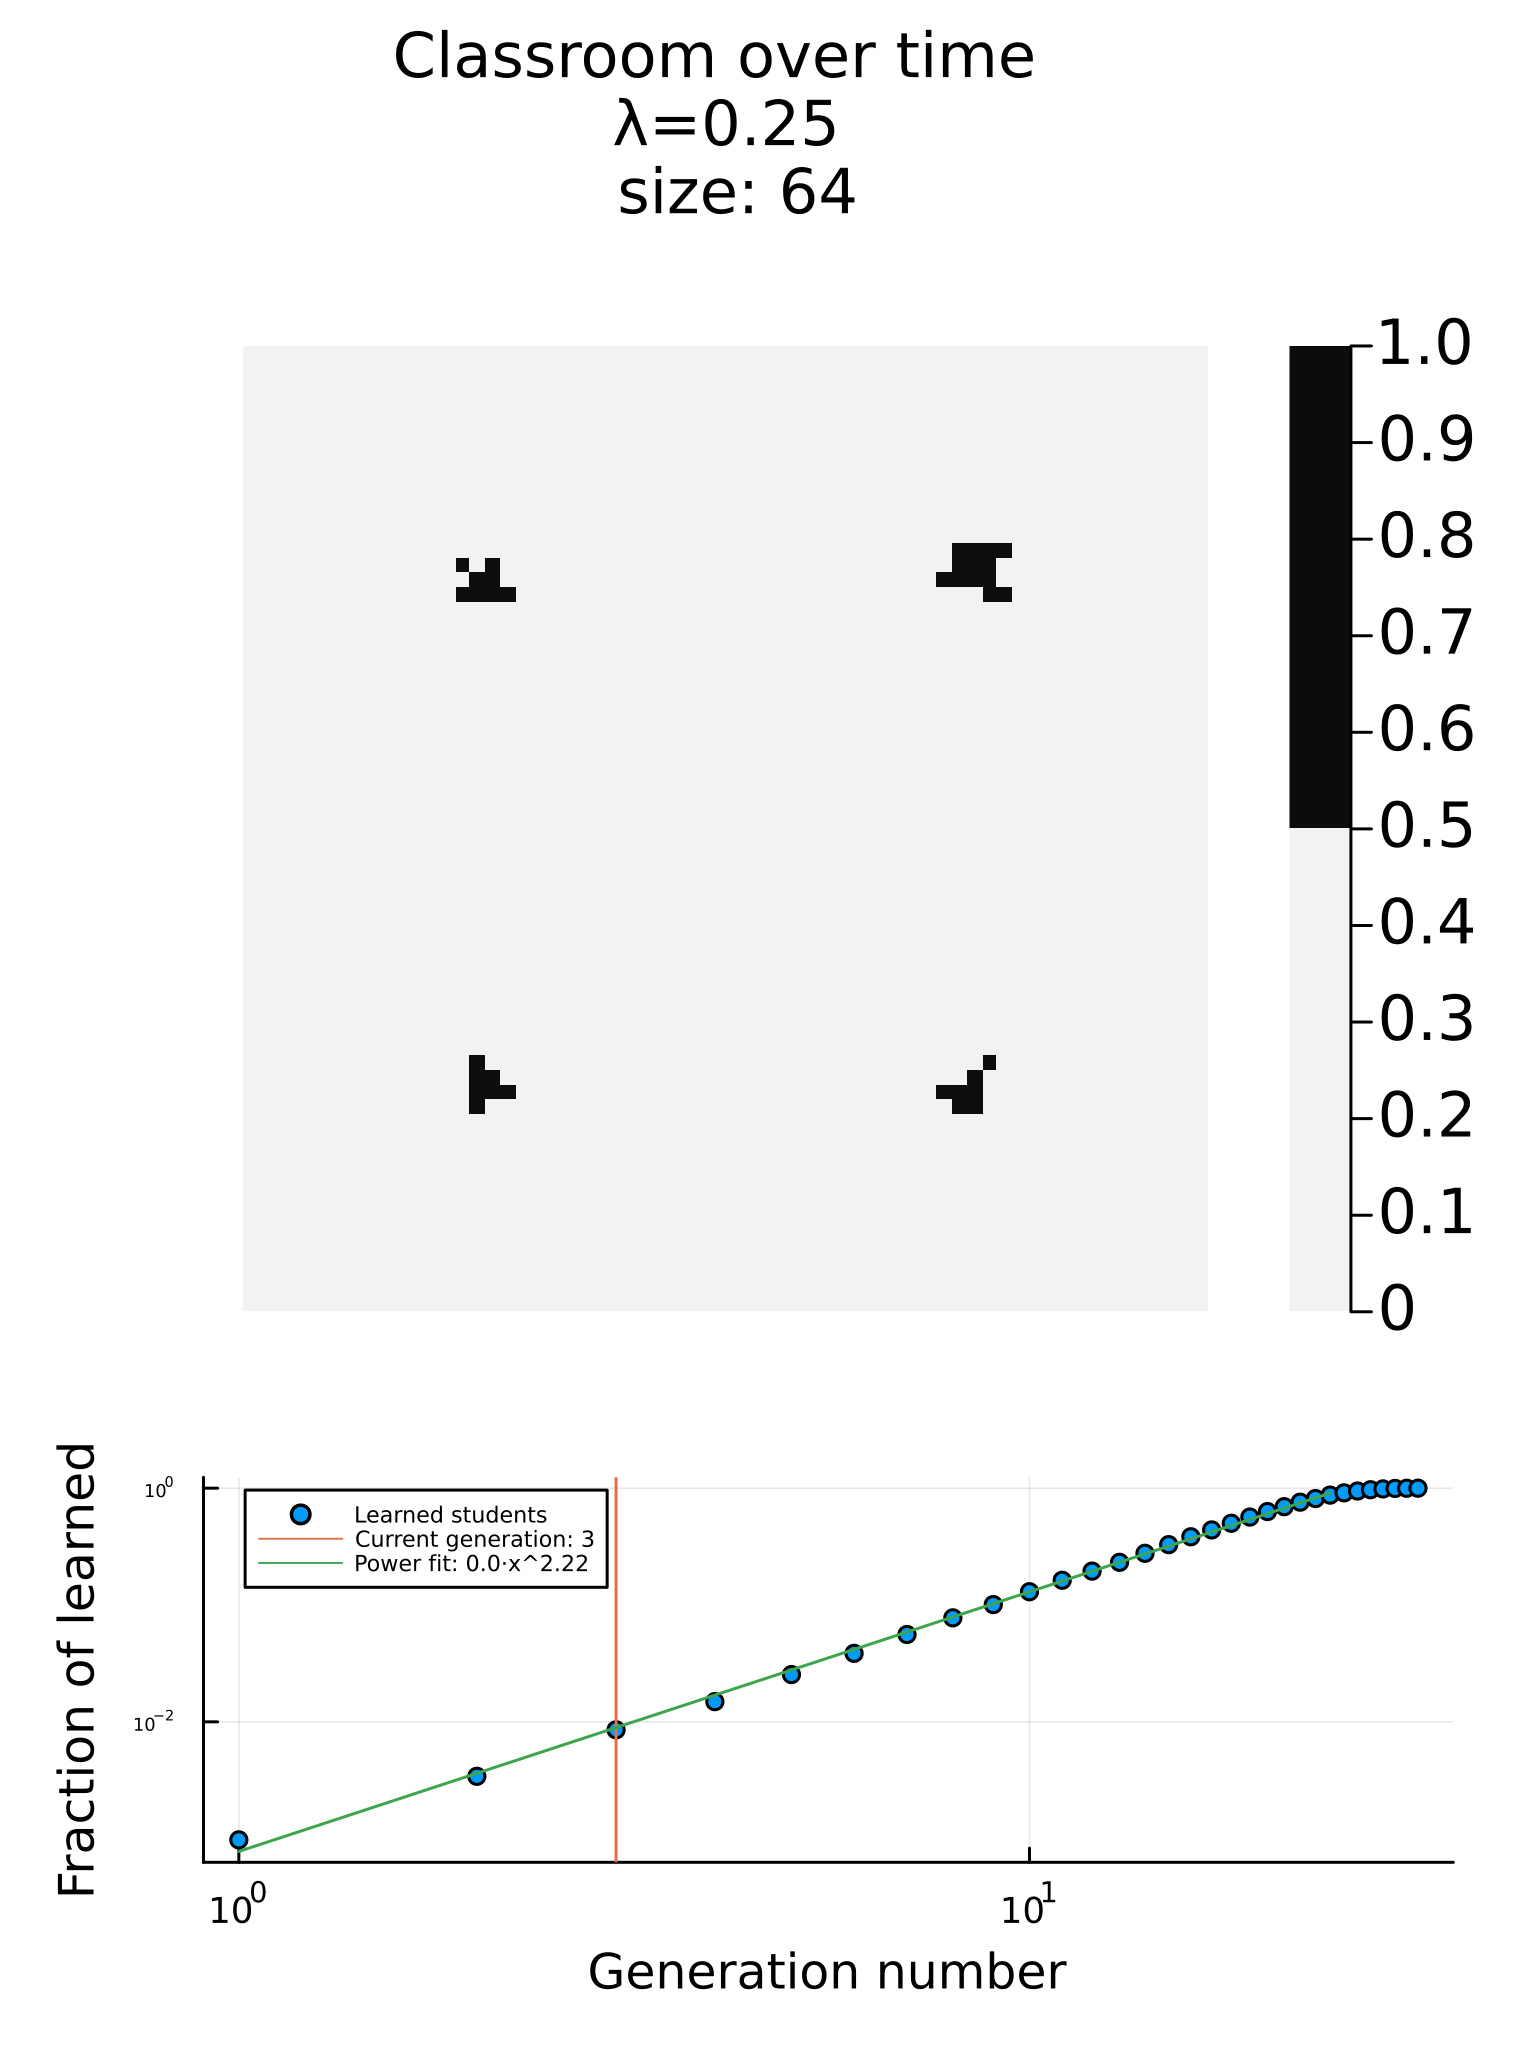 Classroom over time
λ=0.25
size: 64
1.0
0.9
0.8
0.7
0.6
0.5
0.4
0.3
0.2
0.1
0
Fraction of learned
10^0
10^−2
Learned students
Current generation: 3
Power fit: 0.0·x^2.22
10^0
10^1
Generation number